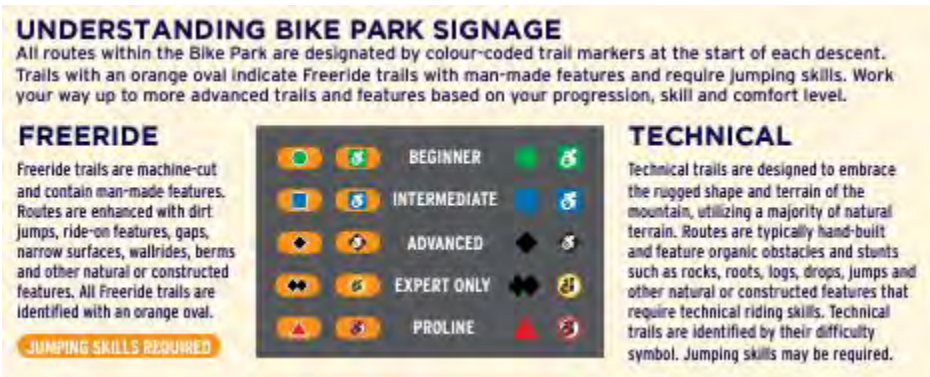 UNDERSTANDING BIKE PARK SIGNAGE
All routes within the Bike Park are designated by colour-coded trail markers at the start of each descent.
Trails with an orange oval indicate Freeride trails with man-made features and require jumping skills. Work
your way up to more advanced trails and features based on your progression, skill and comfort level.
FREERIDE
Freeride trails are machine-cut
and contain man-made features.
Routes are enhanced with dirt
jumps, ride-on features, gaps,
narrow surfaces, wallrides, berms
and other natural or constructed
features. All Freeride trails are
identified with an orange oval.
JUMPING SKILLS REQUIRED
BEGINNER
INTERMEDIATE
ADVANCED
EXPERT ONLY
PROLINE
TECHNICAL
Technical trails are designed to embrace
the rugged shape and terrain of the
mountain, utilizing a majority of natural
terrain. Routes are typically hand-built
and feature organic obstacles and stunts
such as rocks, roots, logs, drops, jumps and
other natural or constructed features that
require technical riding skills. Technical
trails are identified by their difficulty
symbol. Jumping skills may be required.